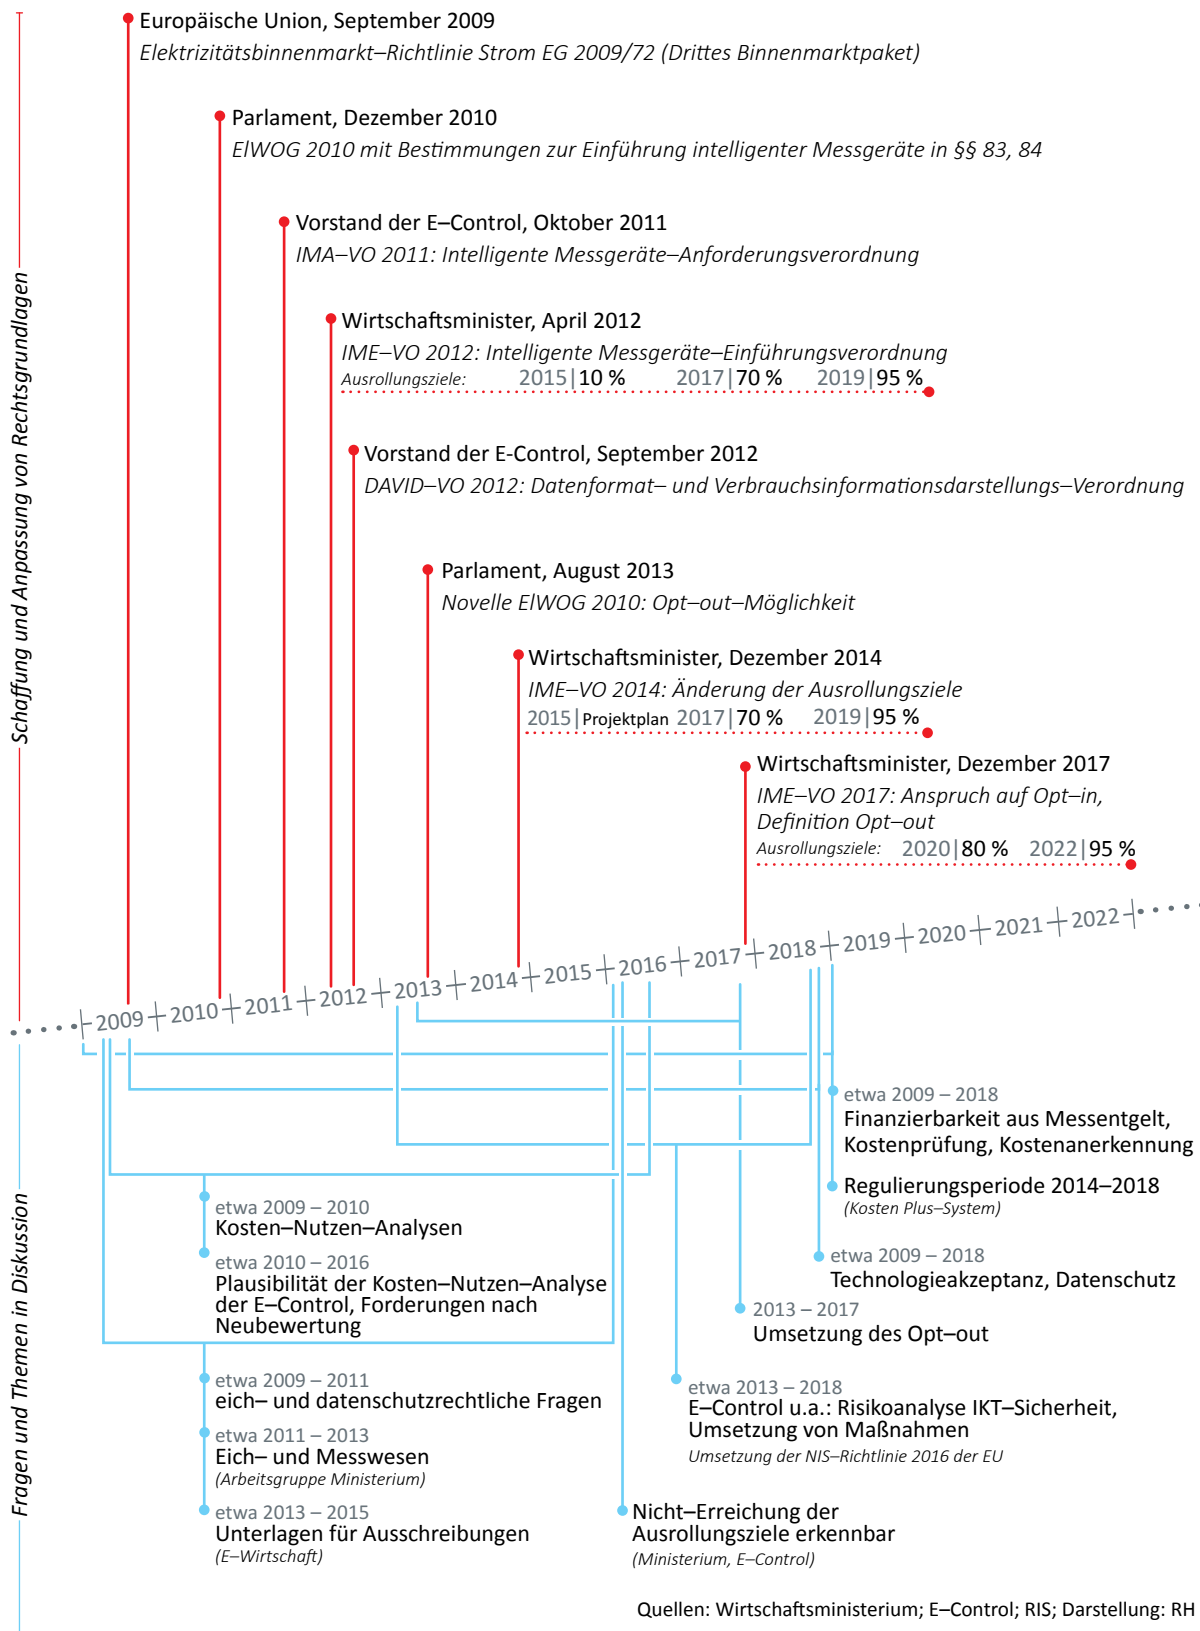 Europäische Union, September 2009
Elektrizitätsbinnenmarkt–Richtlinie Strom EG 2009/72 (Drittes Binnenmarktpaket)
Parlament, Dezember 2010
ElWOG 2010 mit Bestimmungen zur Einführung intelligenter Messgeräte in §§ 83, 84
Vorstand der E–Control, Oktober 2011
IMA–VO 2011: Intelligente Messgeräte–Anforderungsverordnung
Wirtschaftsminister, April 2012
IME–VO 2012: Intelligente Messgeräte–Einführungsverordnung
Ausrollungsziele: 2015|10 % 2017|70 % 2019|95 %
Vorstand der E-Control, September 2012
DAVID–VO 2012: Datenformat– und Verbrauchsinformationsdarstellungs–Verordnung
Parlament, August 2013
Novelle ElWOG 2010: Opt–out–Möglichkeit
Wirtschaftsminister, Dezember 2014
IME–VO 2014: Änderung der Ausrollungsziele
2015|Projektplan 2017|70 % 2019|95 %
Wirtschaftsminister, Dezember 2017
IME–VO 2017: Anspruch auf Opt–in,
Definition Opt–out
Ausrollungsziele: 2020|80 % 2022|95 %
Schaffung und Anpassung von Rechtsgrundlagen
2009 2010 2011 2012 2013 2014 2015 2016 2017 2018 2019 2020 2021 2022
Fragen und Themen in Diskussion
etwa 2009 – 2018
Finanzierbarkeit aus Messentgelt,
Kostenprüfung, Kostenanerkennung
Regulierungsperiode 2014–2018
(Kosten Plus–System)
etwa 2009 – 2010
Kosten–Nutzen–Analysen
etwa 2010 – 2016
Plausibilität der Kosten–Nutzen–Analyse
der E–Control, Forderungen nach
Neubewertung
etwa 2009 – 2018
Technologieakzeptanz, Datenschutz
2013 – 2017
Umsetzung des Opt–out
etwa 2009 – 2011
eich– und datenschutzrechtliche Fragen
etwa 2011 – 2013
Eich– und Messwesen
(Arbeitsgruppe Ministerium)
etwa 2013 – 2015
Unterlagen für Ausschreibungen
(E–Wirtschaft)
etwa 2013 – 2018
E–Control u.a.: Risikoanalyse IKT–Sicherheit,
Umsetzung von Maßnahmen
Umsetzung der NIS–Richtlinie 2016 der EU
Nicht–Erreichung der
Ausrollungsziele erkennbar
(Ministerium, E–Control)
Quellen: Wirtschaftsministerium; E–Control; RIS; Darstellung: RH